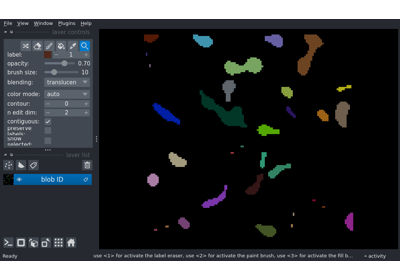 File View Window Plugins Help
layer controls
label: 1
opacity: 0.70
brush size: 10
blending: translucen
color mode: auto
contour: 0
n edit dim: 2
contiguous:
preserve labels:
show selected:
layer list
blob ID
Ready use <1> for activate the label eraser, use <2> for activate the paint brush, use <3> for activate the fill b... activity